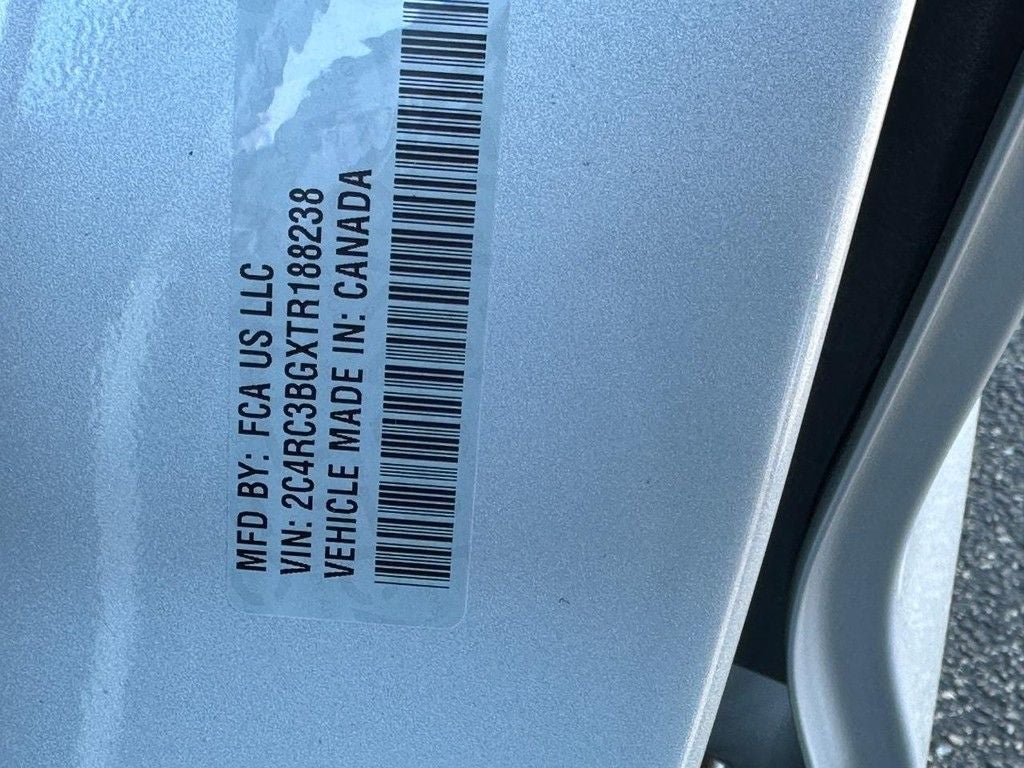 MFD BY: FCA US LLC
VIN: 2C4RC3BGXTR188238
VEHICLE MADE IN: CANADA